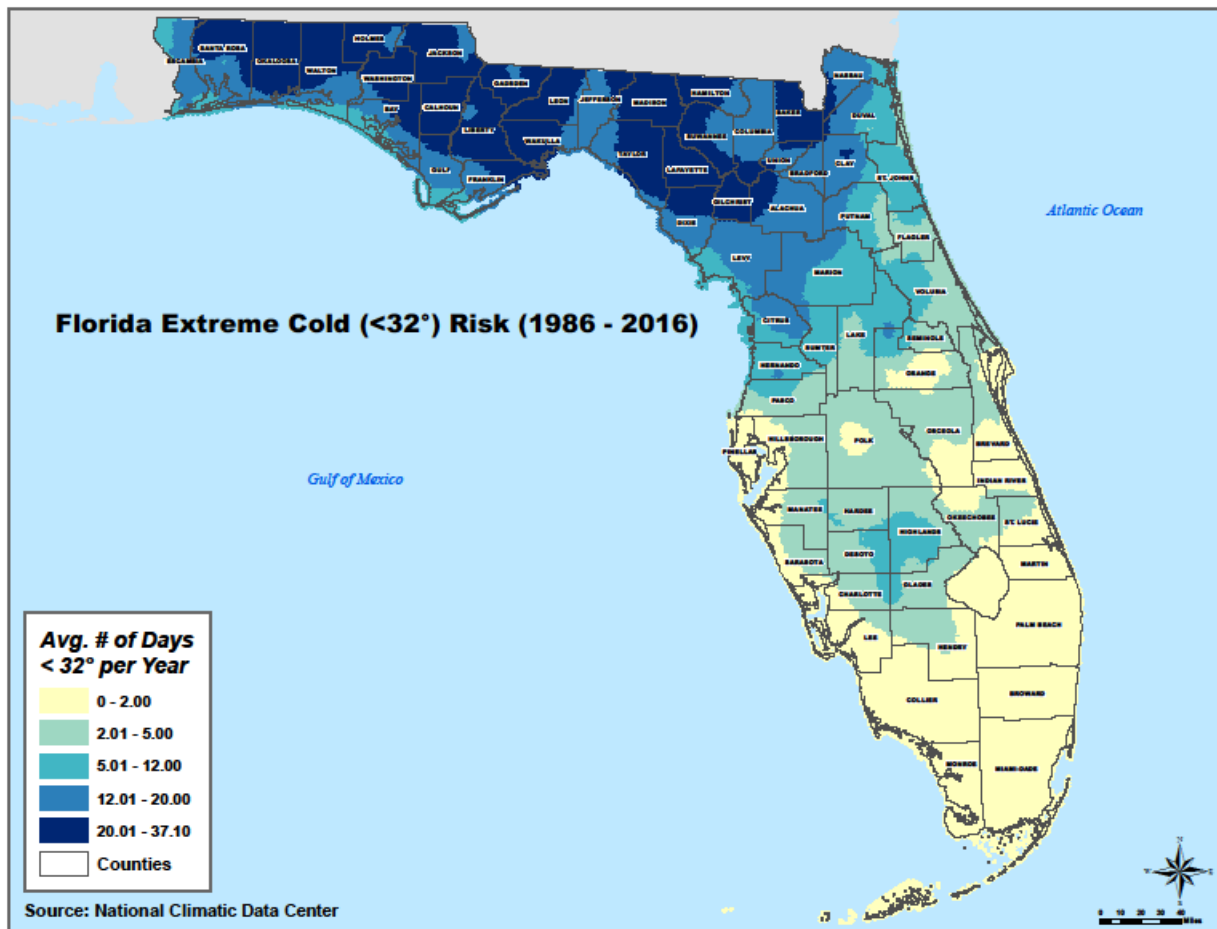 SANTA ROSA
HOLMES
JACKSON
ESCAMBIA
OKALOOSA
WALTON
WASHINGTON
GADSDEN
NASSAU
BAY
CALHOUN
LEON
JEFFERSON
MADISON
HAMILTON
BAKER
LIBERTY
WAKULLA
SUWANNEE
COLUMBIA
DUVAL
TAYLOR
UNION
CLAY
GULF
FRANKLIN
LAFAYETTE
BRADFORD
ST. JOHNS
GILCHRIST
ALACHUA
PUTNAM
Atlantic Ocean
DIXIE
FLAGLER
LEVY
MARION
VOLUSIA
Florida Extreme Cold (<32°) Risk (1986 - 2016)
CITRUS
SUMTER
LAKE
SEMINOLE
HERNANDO
ORANGE
PASCO
HILLSBOROUGH
POLK
OSCEOLA
BREVARD
PINELLAS
Gulf of Mexico
INDIAN RIVER
MANATEE
HARDEE
OKEECHOBEE
ST. LUCIE
HIGHLANDS
DESOTO
SARASOTA
MARTIN
GLADES
CHARLOTTE
PALM BEACH
LEE
HENDRY
COLLIER
BROWARD
MONROE
MIAMI-DADE
Avg. # of Days
< 32° per Year
0 - 2.00
2.01 - 5.00
5.01 - 12.00
12.01 - 20.00
20.01 - 37.10
Counties
Source: National Climatic Data Center
N
W
E
S
0 10 20 30 40
Miles